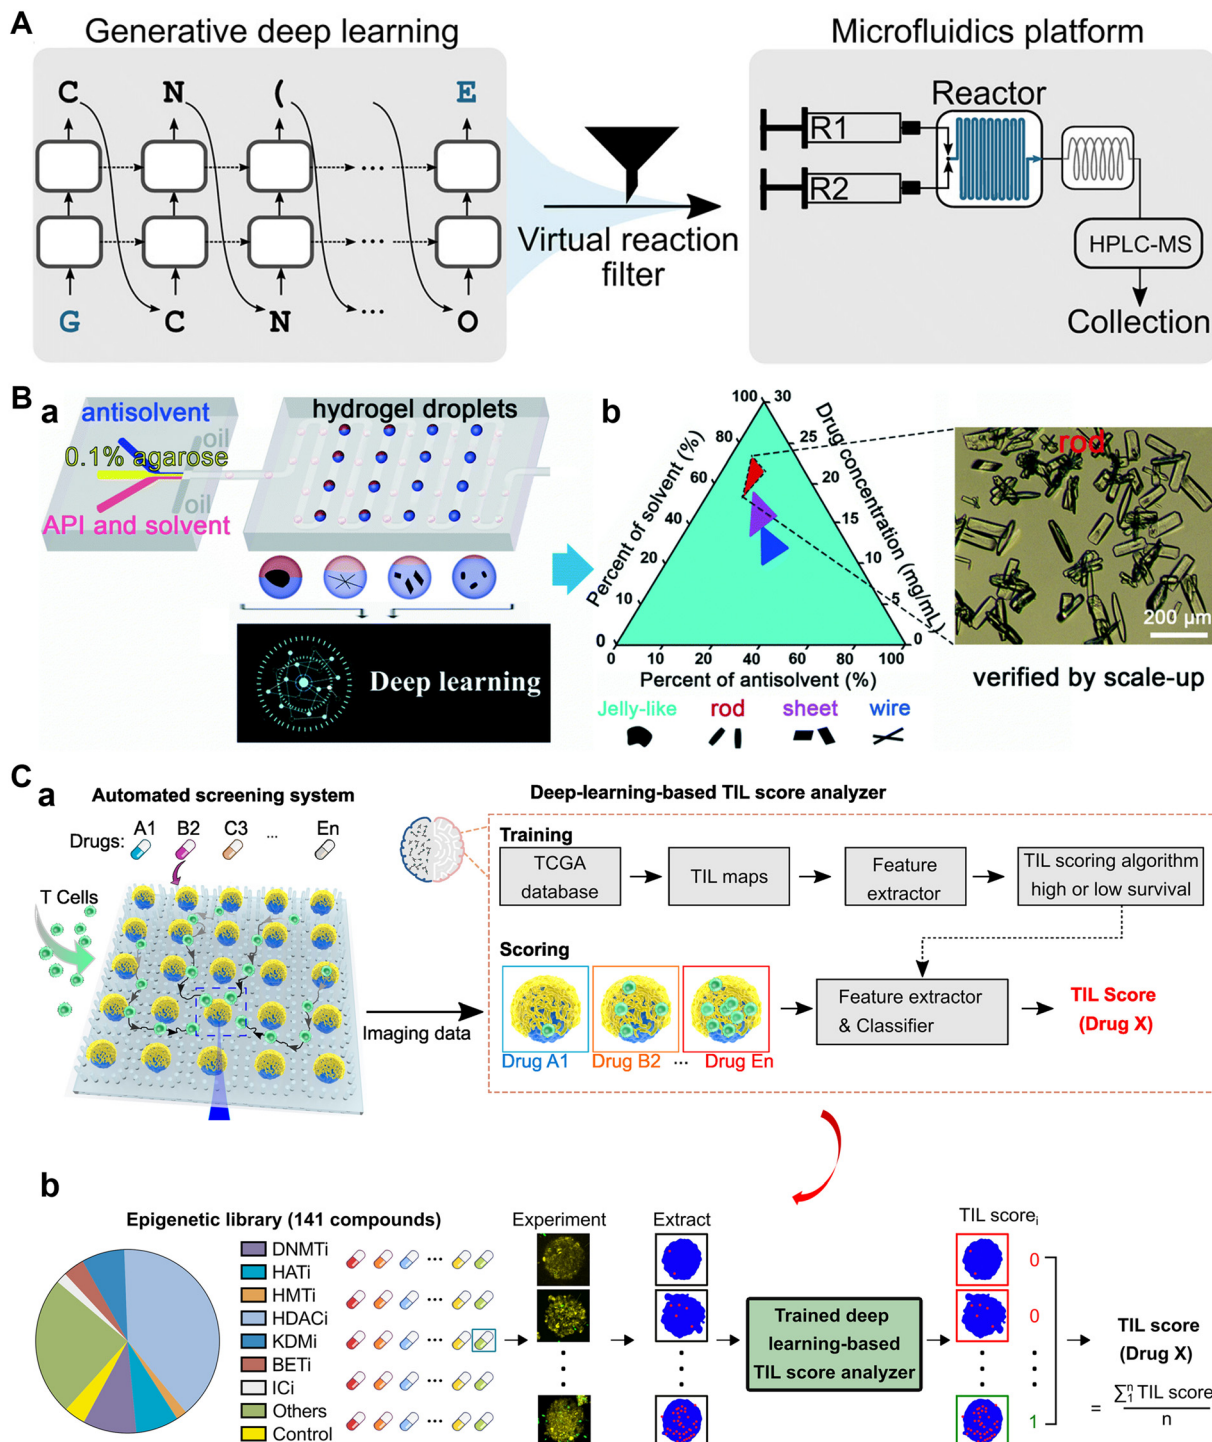 A
Generative deep learning
Microfluidics platform
C N ( ... E
G C N ... O
Virtual reaction
filter
Reactor
R1
R2
HPLC-MS
Collection
B
a
antisolvent
oil
0.1% agarose
oil
API and solvent
hydrogel droplets
Deep learning
b
100 30
80 25
60 20
40 15
20 10
10 5
0 0
Percent of solvent (%)
Drug concentration (mg/mL)
0 10 20 40 60 80 100
Percent of antisolvent (%)
Jelly-like rod sheet wire
rod
200 µm
verified by scale-up
C
a
Automated screening system
Drugs: A1 B2 C3 ... En
T Cells
Imaging data
Deep-learning-based TIL score analyzer
Training
TCGA
database
TIL maps
Feature
extractor
TIL scoring algorithm
high or low survival
Scoring
Drug A1 Drug B2 ... Drug En
Feature extractor
& Classifier
TIL Score
(Drug X)
b
Epigenetic library (141 compounds)
DNMTi
HATi
HMTi
HDACi
KDMi
BETi
ICi
Others
Control
Experiment
Extract
Trained deep
learning-based
TIL score analyzer
TIL scoreᵢ
0
0
1
TIL score
(Drug X)
= ∑₁ⁿ TIL score
n